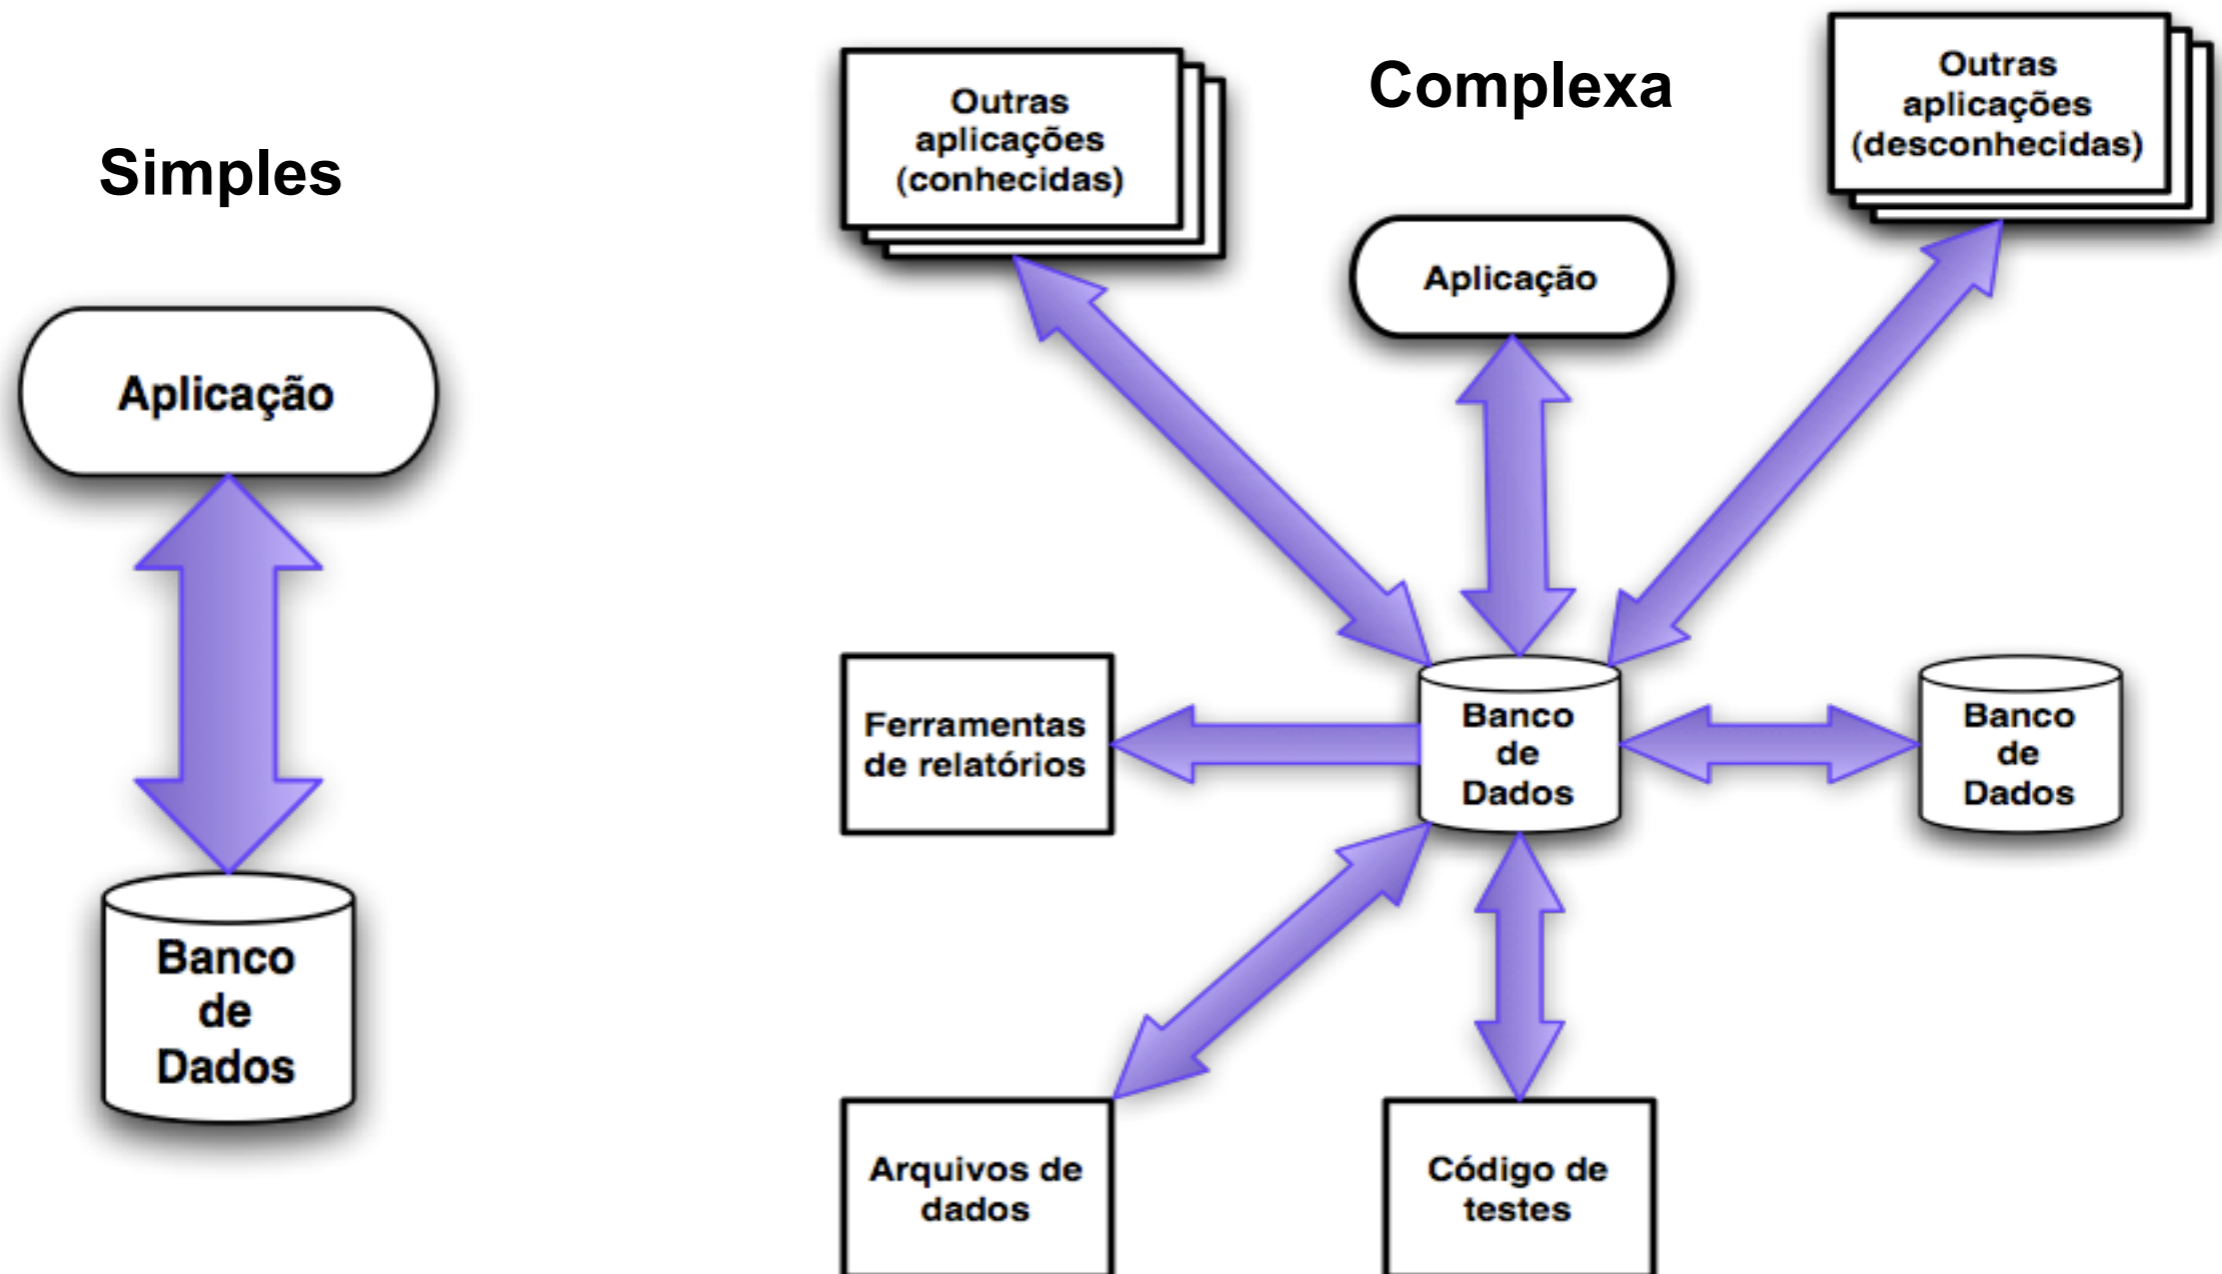 Simples
Aplicação
Banco
de
Dados
Complexa
Outras
aplicações
(conhecidas)
Aplicação
Outras
aplicações
(desconhecidas)
Ferramentas
de relatórios
Banco
de
Dados
Banco
de
Dados
Arquivos de
dados
Código de
testes